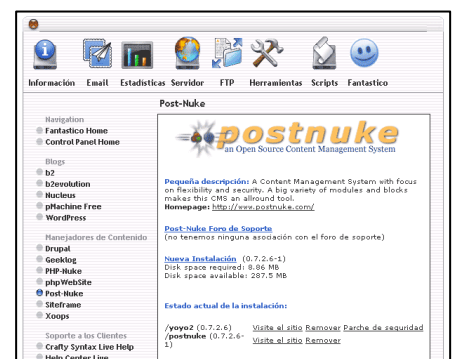 Información Email Estadísticas Servidor FTP Herramientas Scripts Fantastico
Post-Nuke
Navigation
Fantastico Home
Control Panel Home
Blogs
b2
b2evolution
Nucleus
pMachine Free
WordPress
Manejadores de Contenido
Drupal
Geeklog
PHP-Nuke
phpWebSite
Post-Nuke
Siteframe
Xoops
Soporte a los Clientes
Crafty Syntax Live Help
Help Center Live
postnuke
an Open Source Content Management System
Pequeña descripción: A Content Management System with focus
on flexibility and security. A big variety of modules and blocks
makes this CMS an allround tool.
Homepage: http://www.postnuke.com/
Post-Nuke Foro de Soporte
(no tenemos ninguna asociación con el foro de soporte)
Nueva Instalación (0.7.2.6-1)
Disk space required: 8.86 MB
Disk space available: 287.5 MB
Estado actual de la instalación:
/yoyo2 (0.7.2.6) Visite el sitio Remover Parche de seguridad
/postnuke (0.7.2.6-
1) Visite el sitio Remover